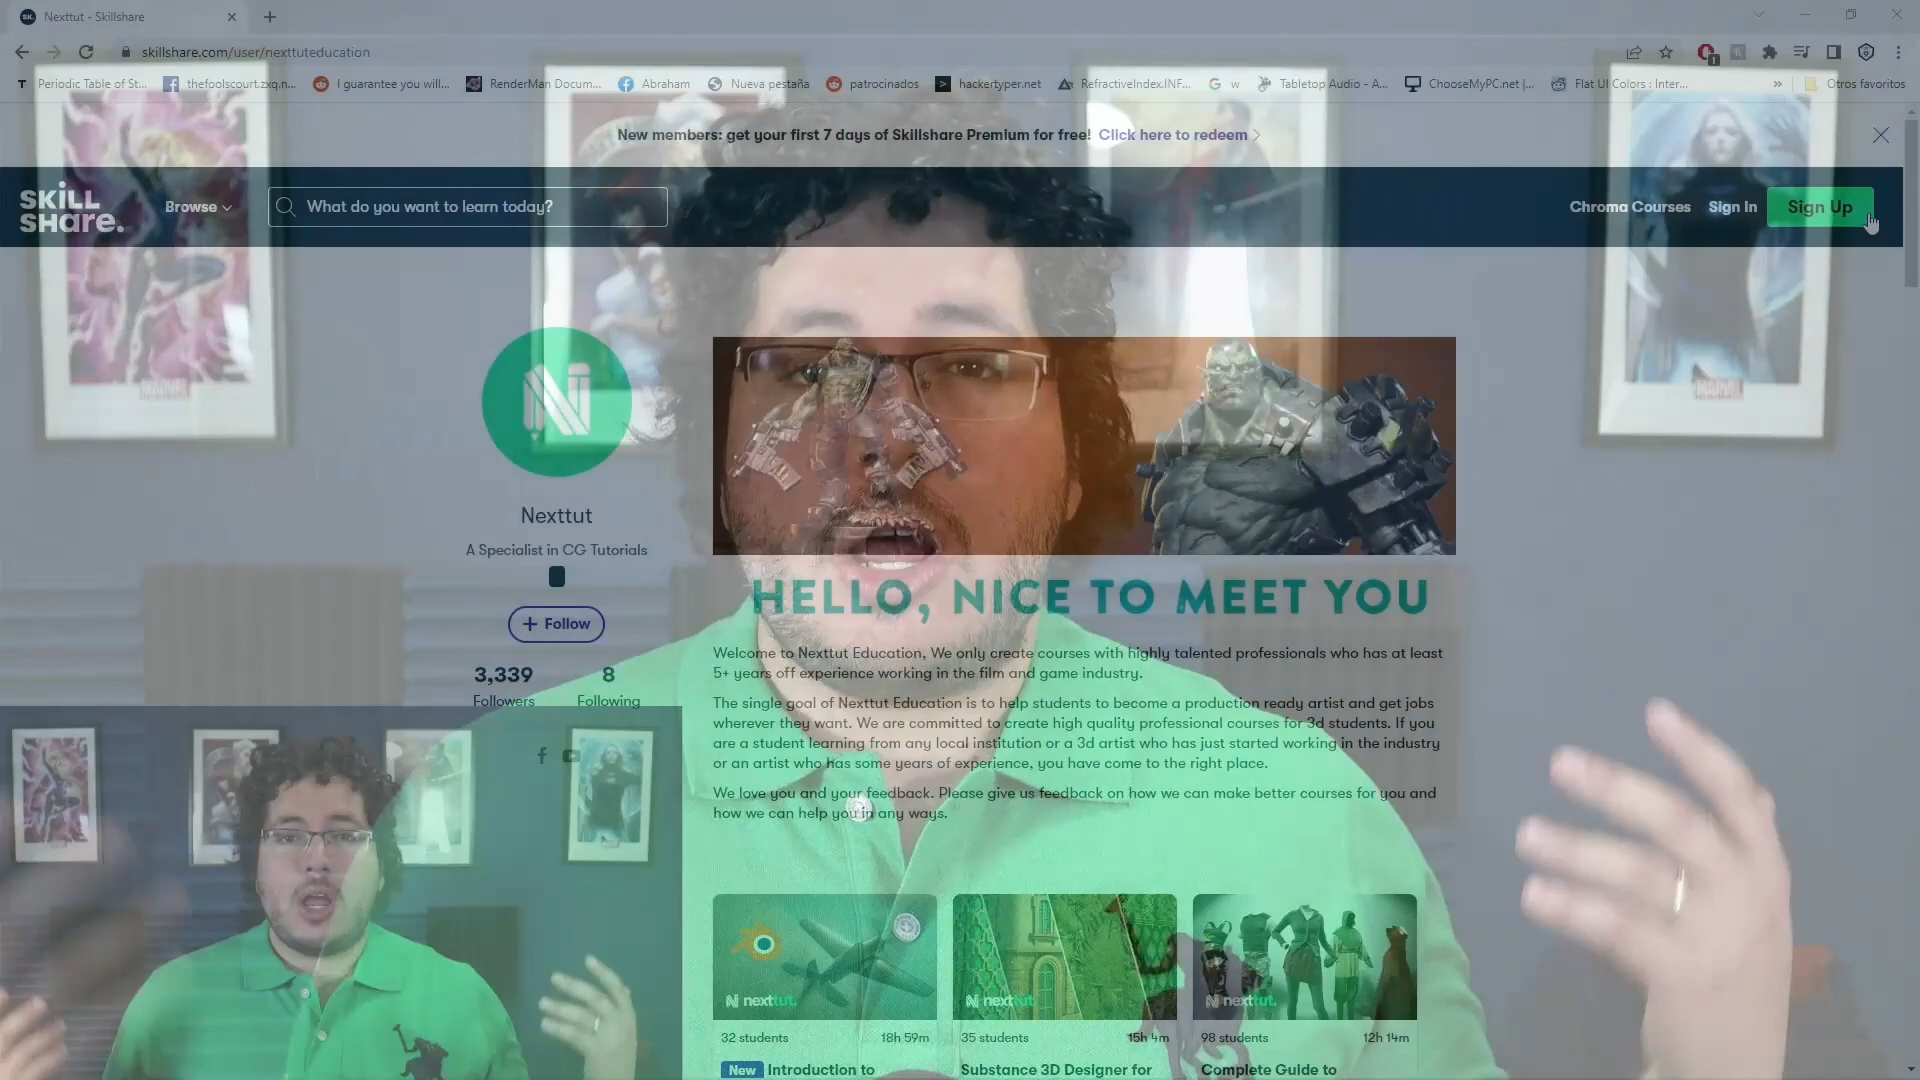 Nexttut - Skillshare
skillshare.com/user/nexttuteducation
Periodic Table of St...
thefoolscourt.zxq.n...
I guarantee you will...
RenderMan Docum...
Abraham
Nueva pestaña
patrocinados
hackertyper.net
RefractiveIndex.INF...
w
Tabletop Audio - A...
ChooseMyPC.net |...
Flat UI Colors : Inter...
»
Otros favoritos
New members: get your first 7 days of Skillshare Premium for free! Click here to redeem
SKILL
SHare.
Browse
What do you want to learn today?
Chroma Courses
Sign In
Sign Up
MARVEL
MARVEL
Nexttut
A Specialist in CG Tutorials
+ Follow
3,339
Followers
8
Following
HELLO, NICE TO MEET YOU
Welcome to Nexttut Education, We only create courses with highly talented professionals who has at least
5+ years off experience working in the film and game industry.
The single goal of Nexttut Education is to help students to become a production ready artist and get jobs
wherever they want. We are committed to create high quality professional courses for 3d students. If you
are a student learning from any local institution or a 3d artist who has just started working in the industry
or an artist who has some years of experience, you have come to the right place.
We love you and your feedback. Please give us feedback on how we can make better courses for you and
how we can help you in any ways.
nexttut.
nexttut
nexttut.
32 students
18h 59m
35 students
15h 4m
98 students
12h 14m
New Introduction to
Substance 3D Designer for
Complete Guide to